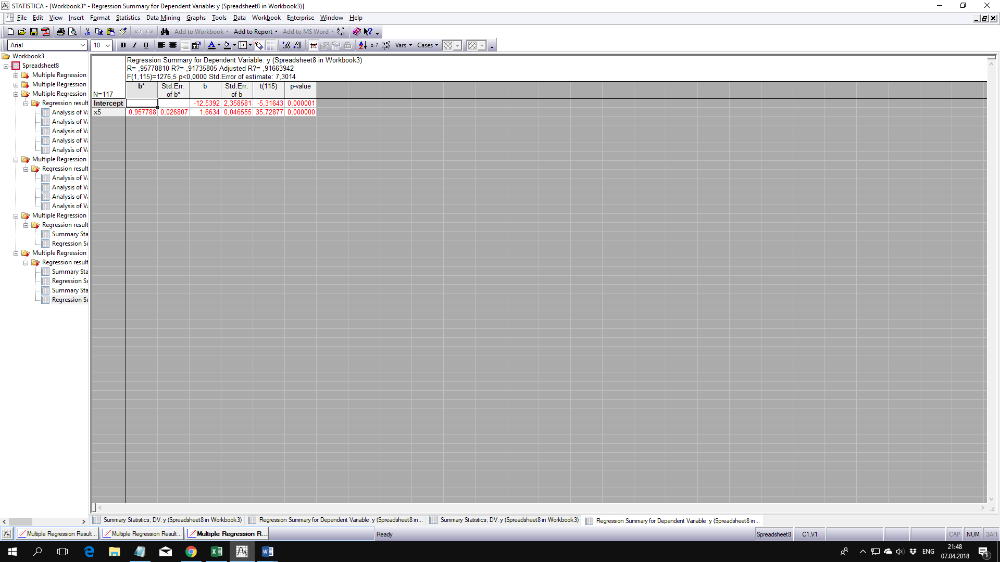 STATISTICA - [Workbook3* - Regression Summary for Dependent Variable: y (Spreadsheet8 in Workbook3)]
File Edit View Insert Format Statistics Data Mining Graphs Tools Data Workbook Enterprise Window Help
Add to Workbook Add to Report Add to MS Word
Arial 10 B I U Vars Cases
Workbook3
Spreadsheet8
Multiple Regression
Multiple Regression
Multiple Regression
Regression result
Analysis of Va
Analysis of Va
Analysis of Va
Analysis of Va
Analysis of Va
Multiple Regression
Regression result
Analysis of Va
Analysis of Va
Analysis of Va
Analysis of Va
Multiple Regression
Regression result
Summary Sta
Regression Su
Multiple Regression
Regression result
Summary Sta
Regression Su
Summary Sta
Regression Su
Regression Summary for Dependent Variable: y (Spreadsheet8 in Workbook3)
R= ,95778810 R?= ,91735805 Adjusted R?= ,91663942
F(1,115)=1276,5 p<0,0000 Std.Error of estimate: 7,3014
N=117 b* Std.Err. of b* b Std.Err. of b t(115) p-value
Intercept -12,5392 2,358581 -5,31643 0,000001
x5 0,957788 0,026807 1,6634 0,046555 35,72877 0,000000
Summary Statistics; DV: y (Spreadsheet8 in Workbook3) Regression Summary for Dependent Variable: y (Spreadsheet8 in... Summary Statistics; DV: y (Spreadsheet8 in Workbook3) Regression Summary for Dependent Variable: y (Spreadsheet8 in...
Multiple Regression Result... Multiple Regression Result... Multiple Regression R... Ready Spreadsheet8 C1,V1 CAP NUM ЗАП
ENG 21:48
07.04.2018
1